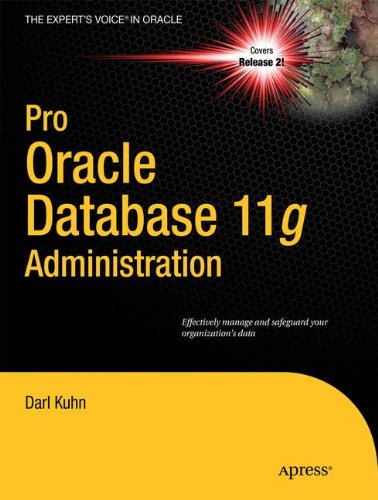 THE EXPERT'S VOICE® IN ORACLE
Covers
Release 2!
Pro
Oracle
Database 11g
Administration
Effectively manage and safeguard your
organization's data
Darl Kuhn
Apress®